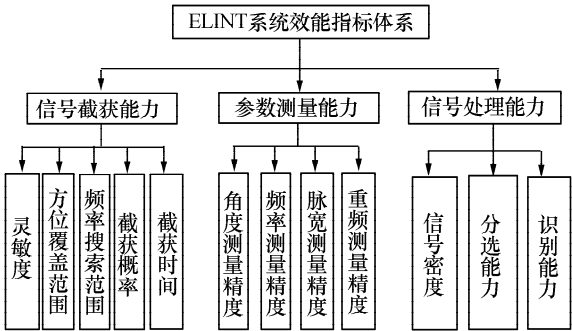 ELINT系统效能指标体系
信号截获能力
参数测量能力
信号处理能力
灵敏度
方位覆盖范围
频率搜索范围
截获概率
截获时间
角度测量精度
频率测量精度
脉宽测量精度
重频测量精度
信号密度
分选能力
识别能力